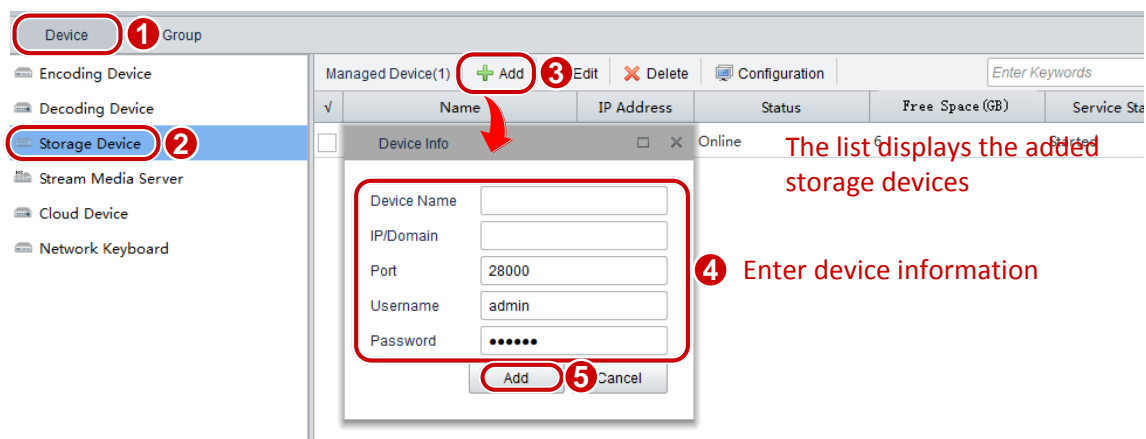 Device 1 Group
Encoding Device
Decoding Device
Storage Device 2
Stream Media Server
Cloud Device
Network Keyboard
Managed Device(1) Add 3 Edit Delete Configuration Enter Keywords
√ Name IP Address Status Free Space(GB) Service Sta
Device Info Online 6 Started
The list displays the added
storage devices
Device Name
IP/Domain
Port 28000
4 Enter device information
Username admin
Password ●●●●●●
Add 5 Cancel